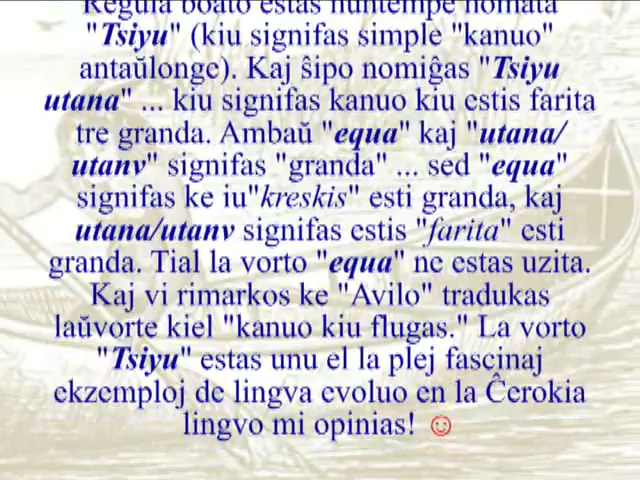 Regula boato estas nuntempe nomata
"Tsiyu" (kiu signifas simple "kanuo"
antaŭlonge). Kaj ŝipo nomiĝas "Tsiyu
utana" ... kiu signifas kanuo kiu estis farita
tre granda. Ambaŭ "equa" kaj "utana/
utanv" signifas "granda" ... sed "equa"
signifas ke iu"kreskis" esti granda, kaj
utana/utanv signifas estis "farita" esti
granda. Tial la vorto "equa" ne estas uzita.
Kaj vi rimarkos ke "Avilo" tradukas
laŭvorte kiel "kanuo kiu flugas." La vorto
"Tsiyu" estas unu el la plej fascinaj
ekzemploj de lingva evoluo en la Ĉerokia
lingvo mi opinias! ☺